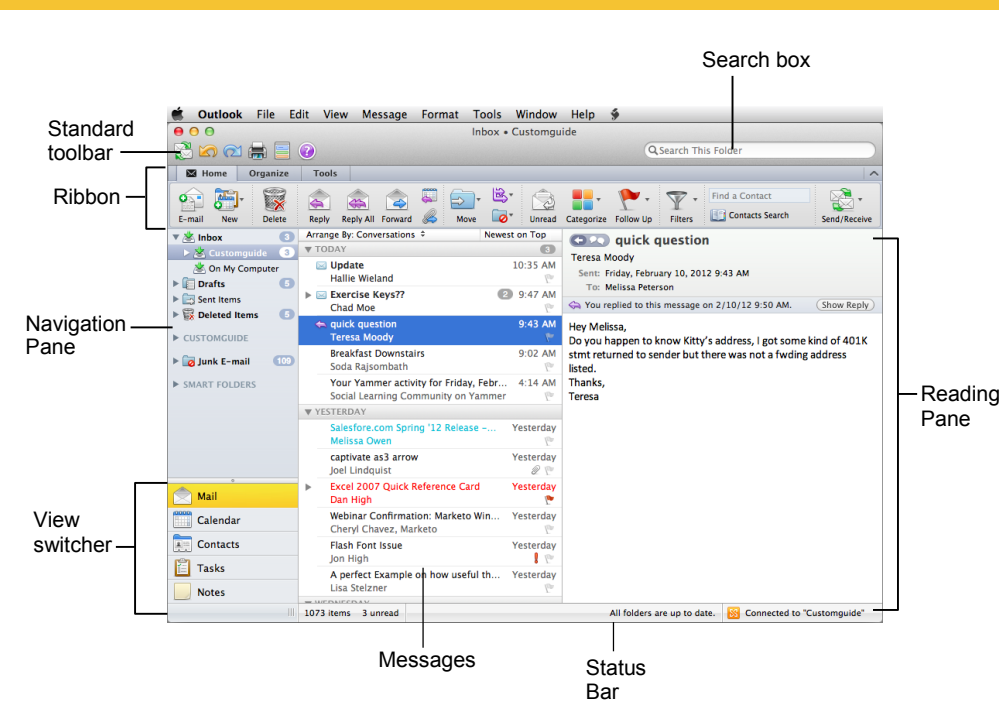 Search box
Outlook File Edit View Message Format Tools Window Help
Inbox • Customguide
Standard
toolbar
Search This Folder
Home Organize Tools
Ribbon
Find a Contact
Contacts Search
E-mail New Delete Reply Reply All Forward Move Unread Categorize Follow Up Filters Send/Receive
Inbox 3
Customguide 3
On My Computer
Drafts 5
Sent Items
Deleted Items 5
CUSTOMGUIDE
Junk E-mail 109
SMART FOLDERS
Navigation
Pane
Arrange By: Conversations Newest on Top
TODAY 3
Update 10:35 AM
Hallie Wieland
Exercise Keys?? 2 9:47 AM
Chad Moe
quick question 9:43 AM
Teresa Moody
Breakfast Downstairs 9:02 AM
Soda Rajsombath
Your Yammer activity for Friday, Febr... 4:14 AM
Social Learning Community on Yammer
YESTERDAY
Salesfore.com Spring '12 Release –... Yesterday
Melissa Owen
captivate as3 arrow Yesterday
Joel Lindquist
Excel 2007 Quick Reference Card Yesterday
Dan High
Webinar Confirmation: Marketo Win... Yesterday
Cheryl Chavez, Marketo
Flash Font Issue Yesterday
Jon High
A perfect Example on how useful th... Yesterday
Lisa Stelzner
WEDNESDAY
quick question
Teresa Moody
Sent: Friday, February 10, 2012 9:43 AM
To: Melissa Peterson
You replied to this message on 2/10/12 9:50 AM. Show Reply
Hey Melissa,
Do you happen to know Kitty's address, I got some kind of 401K
stmt returned to sender but there was not a fwding address
listed.
Thanks,
Teresa
Reading
Pane
View
switcher
Mail
Calendar
Contacts
Tasks
Notes
1073 items 3 unread All folders are up to date. Connected to "Customguide"
Messages
Status
Bar